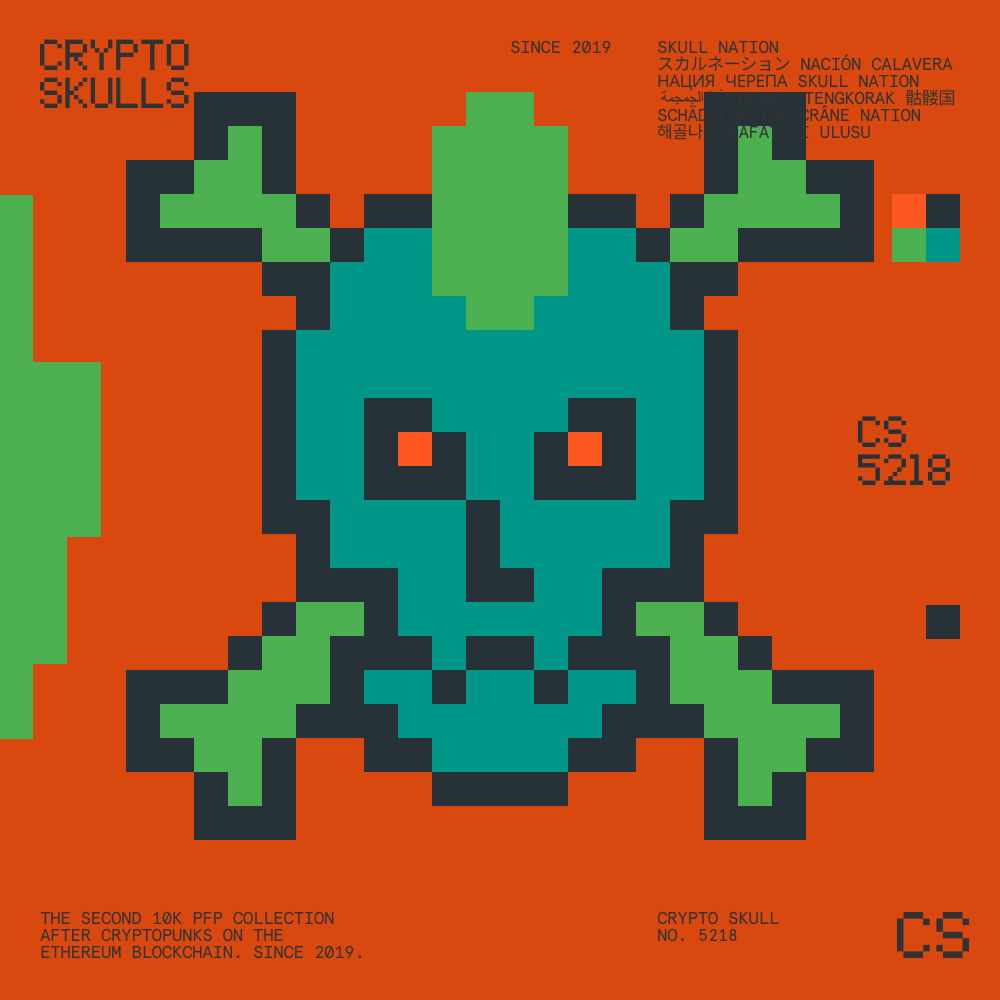 CRYPTO
SKULLS
SINCE 2019
SKULL NATION
スカルネーション NACIÓN CALAVERA
НАЦИЯ ЧЕРЕПА SKULL NATION
TENGKORAK 骷髅国
CRÂNE NATION
해골 ULUSU
CS
5218
THE SECOND 10K PFP COLLECTION
AFTER CRYPTOPUNKS ON THE
ETHEREUM BLOCKCHAIN. SINCE 2019.
CRYPTO SKULL
NO. 5218
CS